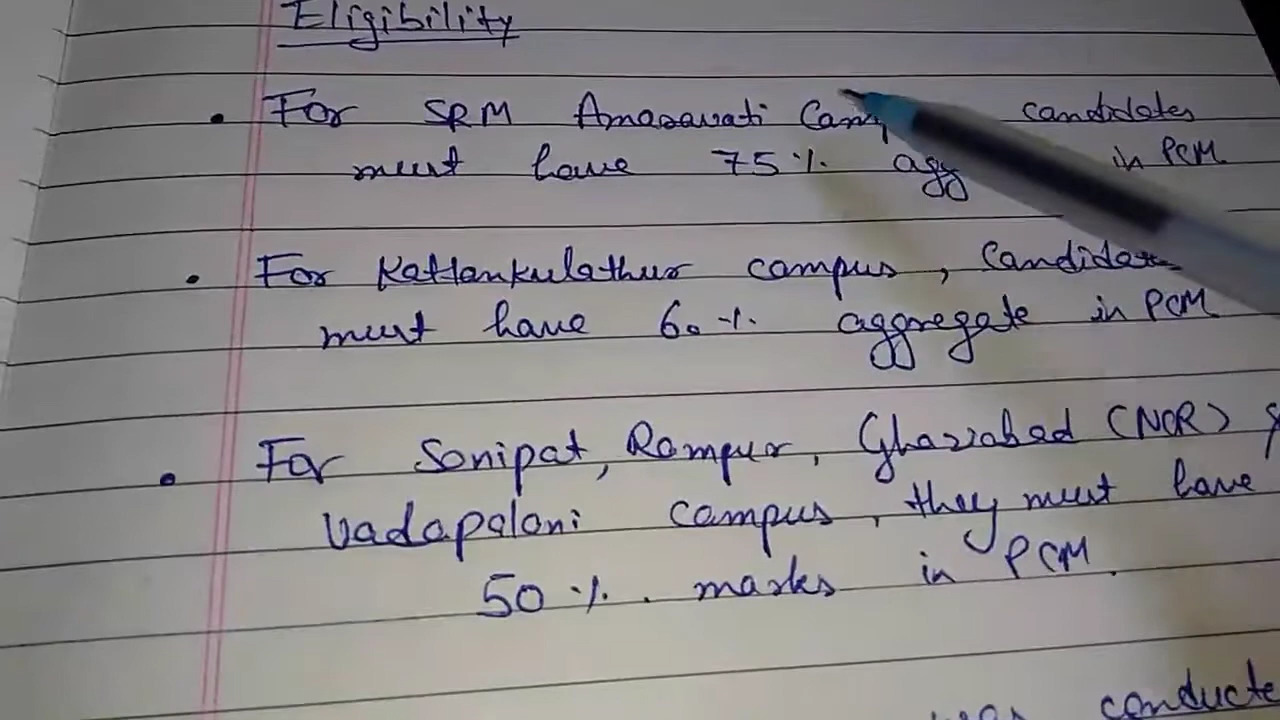 Eligibility
. For SRM Amaravati Camp candidates
must have 75% agg in PCM
. For Kattankulathur campus, Candidates
must have 60% aggregate in PCM
. For Sonipat, Rampur, Ghaziabad (NCR) &
Vadapalani campus, they must have
50%. marks in PCM.
conducte